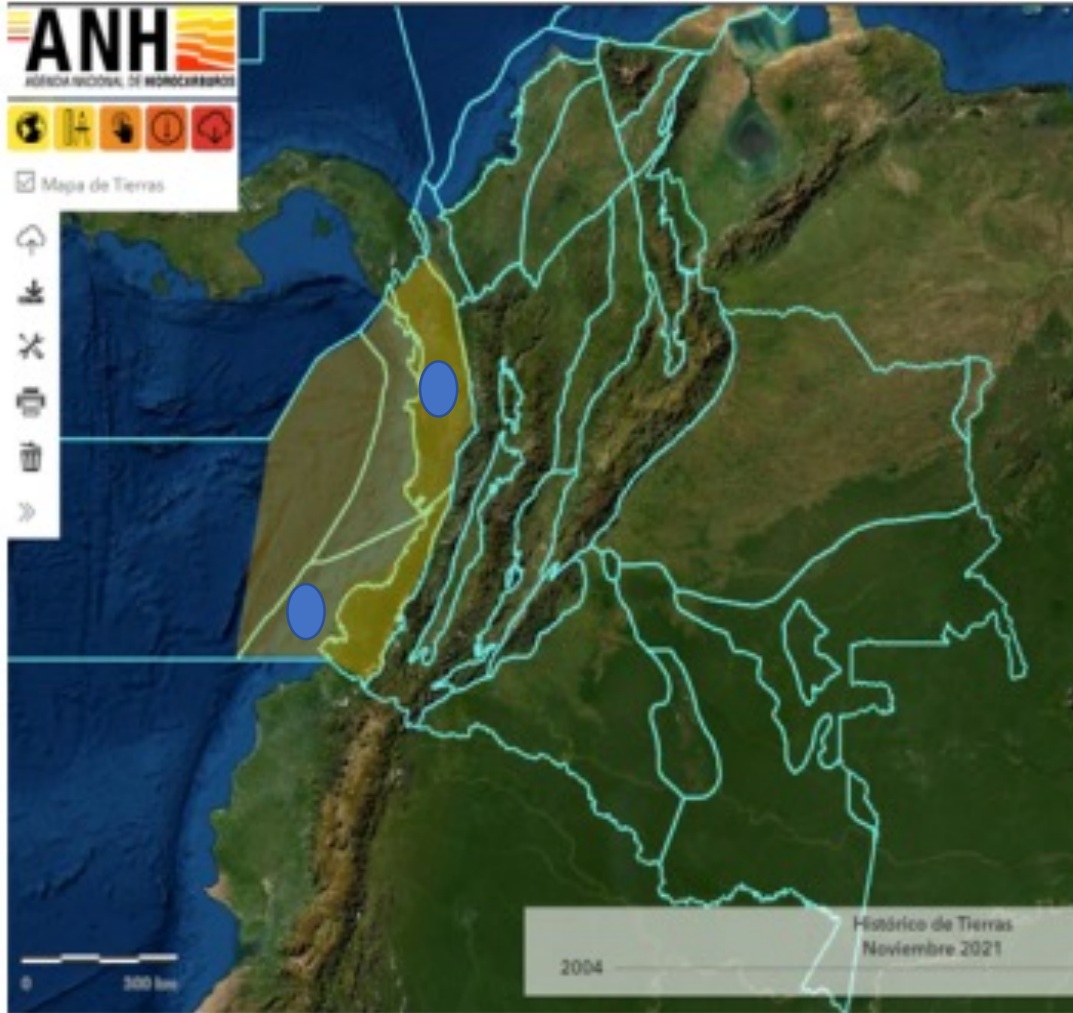 ANH
AGENCIA NACIONAL DE HIDROCARBUROS
Mapa de Tierras
Histórico de Tierras
Noviembre 2021
2004
0 300 km